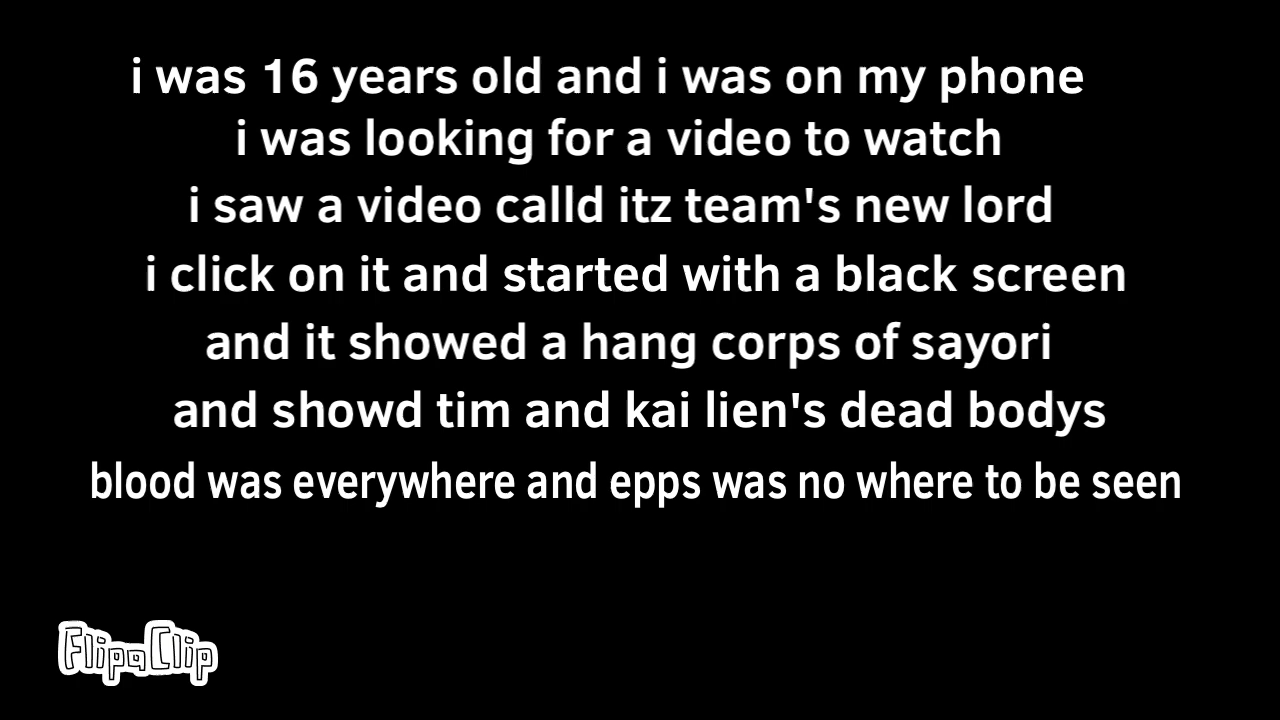 i was 16 years old and i was on my phone
i was looking for a video to watch
i saw a video calld itz team's new lord
i click on it and started with a black screen
and it showed a hang corps of sayori
and showd tim and kai lien's dead bodys
blood was everywhere and epps was no where to be seen
FlipaClip